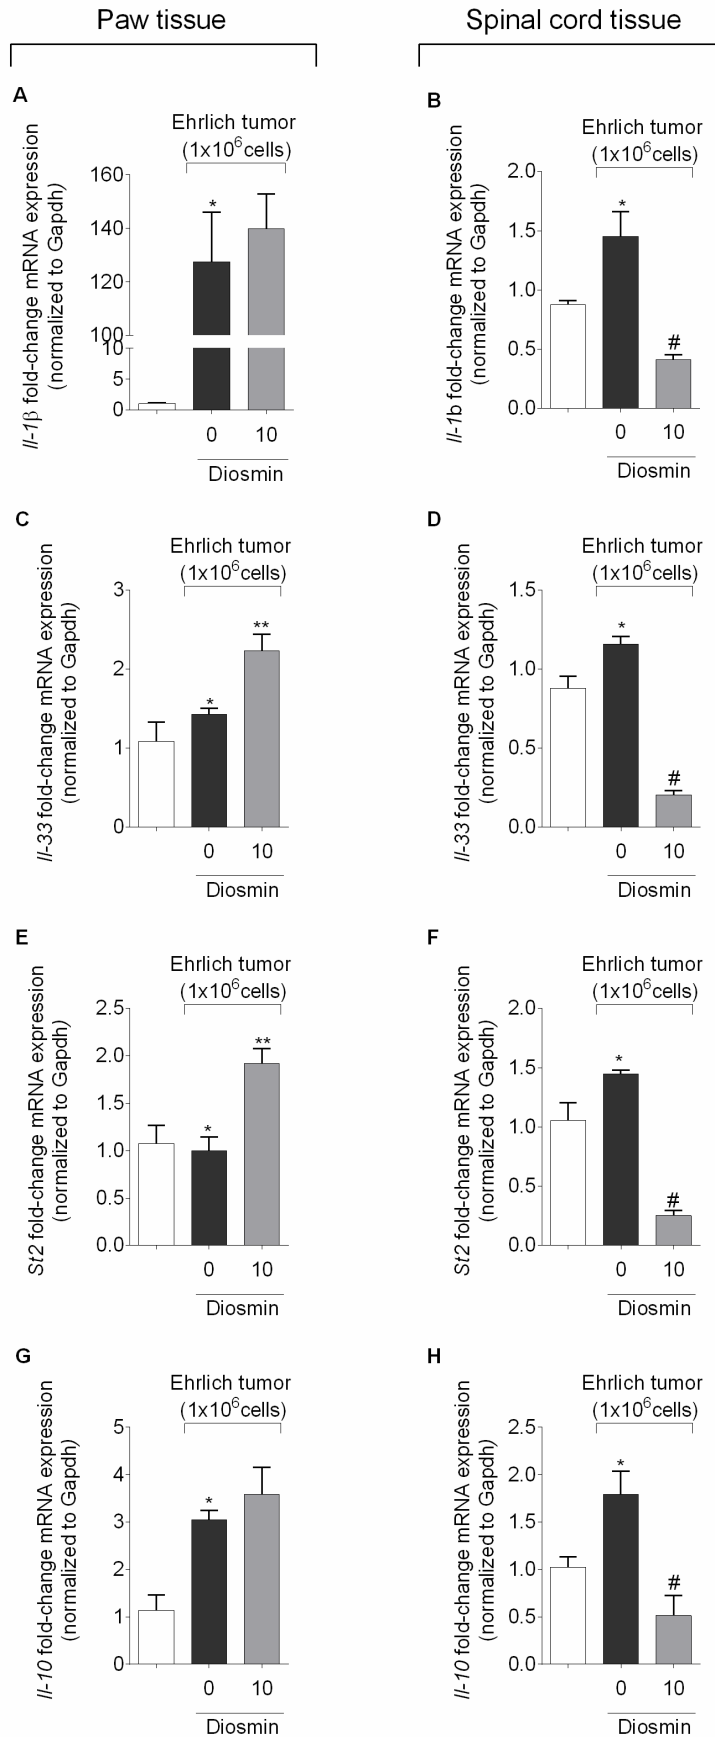 Paw tissue
Spinal cord tissue
A
Il-1β fold-change mRNA expression
(normalized to Gapdh)
Ehrlich tumor
(1x10⁶cells)
160
140
120
100
10
5
0
*
0
10
Diosmin
B
Il-1b fold-change mRNA expression
(normalized to Gapdh)
Ehrlich tumor
(1x10⁶cells)
2.0
1.5
1.0
0.5
0.0
*
#
0
10
Diosmin
C
Il-33 fold-change mRNA expression
(normalized to Gapdh)
Ehrlich tumor
(1x10⁶cells)
3
2
1
0
*
**
0
10
Diosmin
D
Il-33 fold-change mRNA expression
(normalized to Gapdh)
Ehrlich tumor
(1x10⁶cells)
1.5
1.0
0.5
0.0
*
#
0
10
Diosmin
E
St2 fold-change mRNA expression
(normalized to Gapdh)
Ehrlich tumor
(1x10⁶cells)
2.5
2.0
1.5
1.0
0.5
0.0
*
**
0
10
Diosmin
F
St2 fold-change mRNA expression
(normalized to Gapdh)
Ehrlich tumor
(1x10⁶cells)
2.0
1.5
1.0
0.5
0.0
*
#
0
10
Diosmin
G
Il-10 fold-change mRNA expression
(normalized to Gapdh)
Ehrlich tumor
(1x10⁶cells)
5
4
3
2
1
0
*
0
10
Diosmin
H
Il-10 fold-change mRNA expression
(normalized to Gapdh)
Ehrlich tumor
(1x10⁶cells)
2.5
2.0
1.5
1.0
0.5
0.0
*
#
0
10
Diosmin